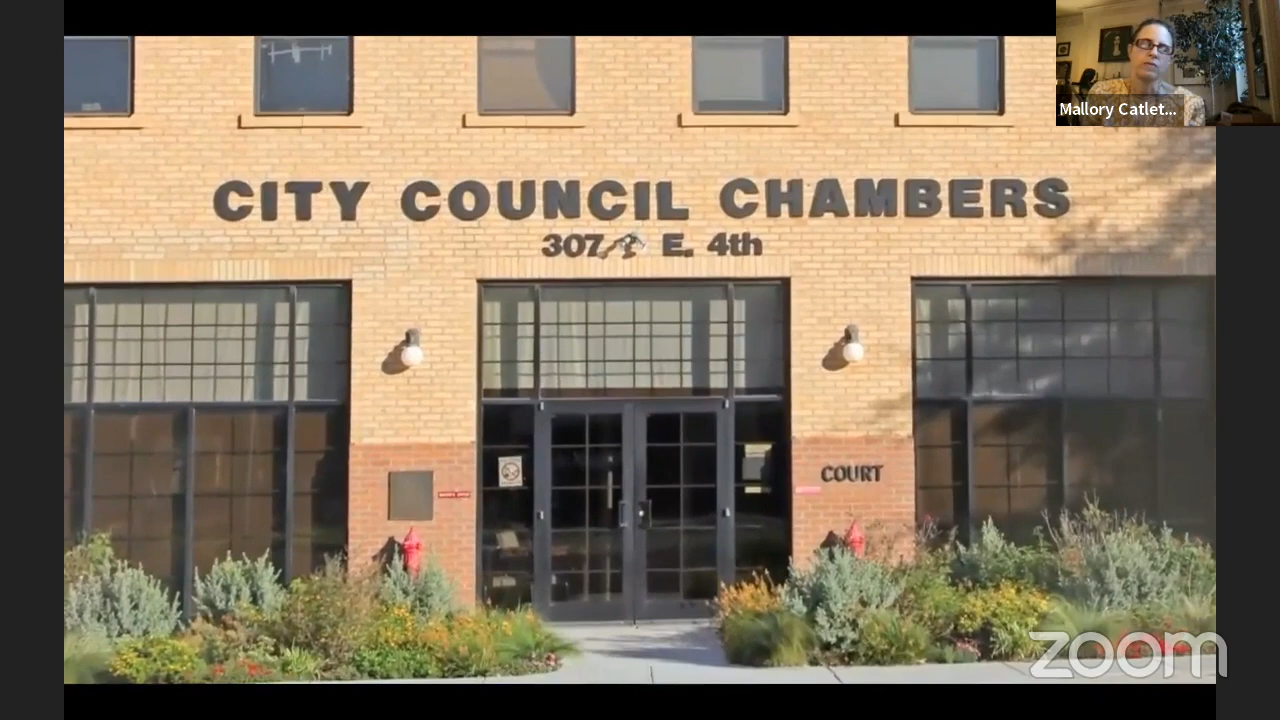 Mallory Catlet...
CITY COUNCIL CHAMBERS
307 E. 4th
COURT
zoom